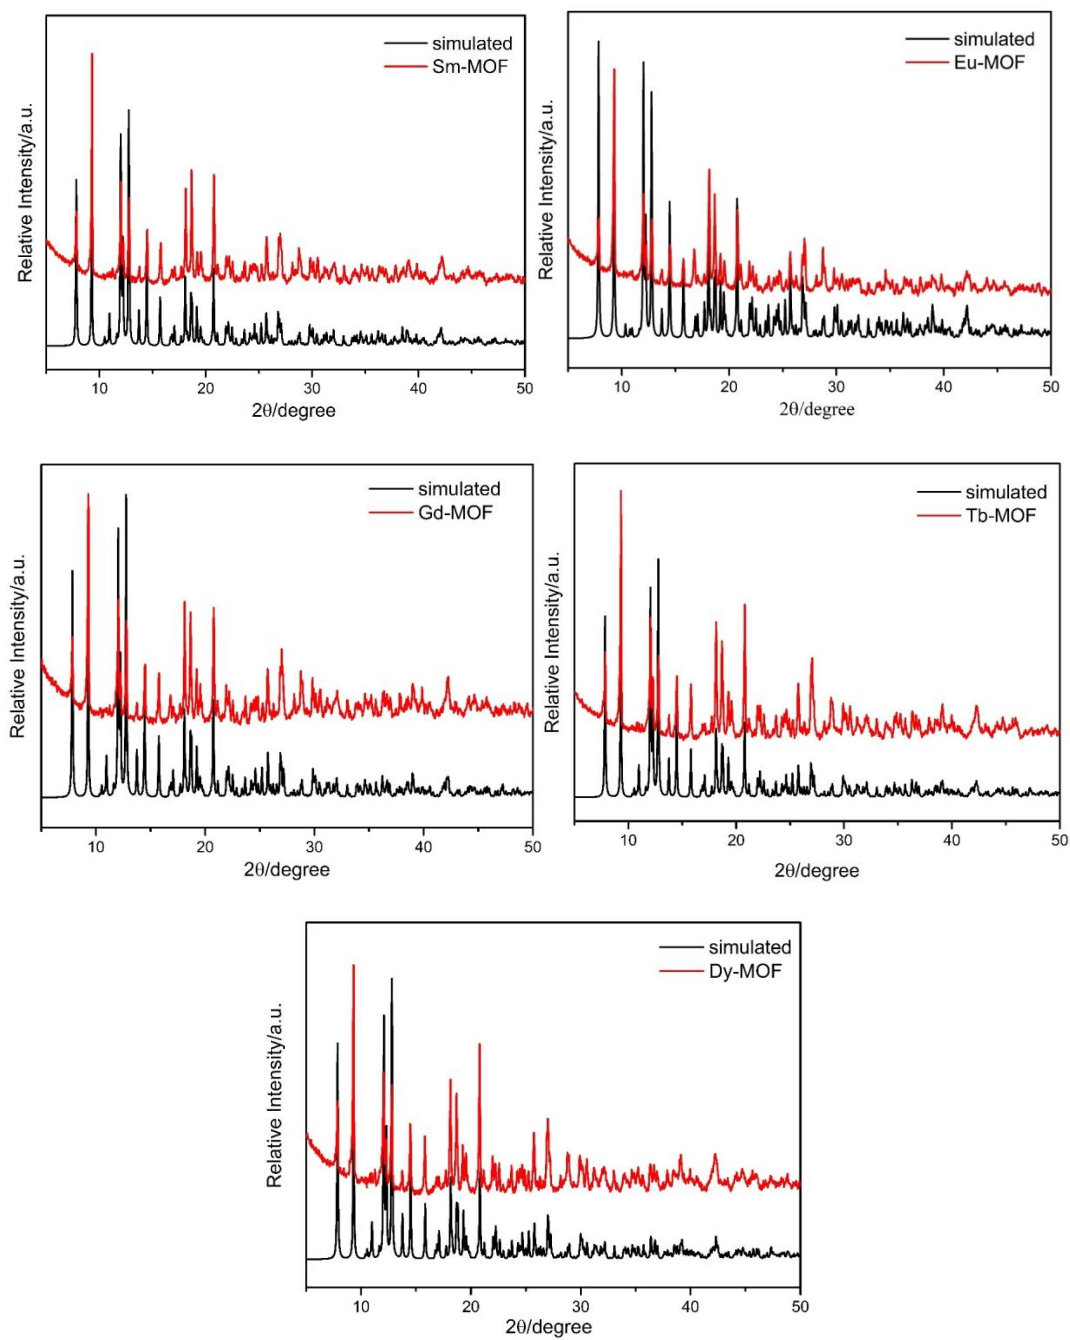 simulated
Sm-MOF
Relative Intensity/a.u.
10 20 30 40 50
2θ/degree
simulated
Eu-MOF
Relative Intensity/a.u.
10 20 30 40 50
2θ/degree
simulated
Gd-MOF
Relative Intensity/a.u.
10 20 30 40 50
2θ/degree
simulated
Tb-MOF
Relative Intensity/a.u.
10 20 30 40 50
2θ/degree
simulated
Dy-MOF
Relative Intensity/a.u.
10 20 30 40 50
2θ/degree